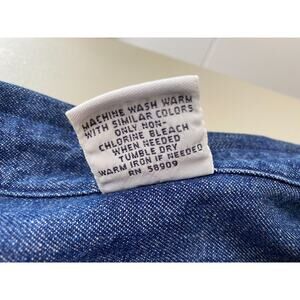 MACHINE WASH WARM
WITH SIMILAR COLORS
ONLY NON-
CHLORINE BLEACH
WHEN NEEDED
TUMBLE DRY
WARM IRON IF NEEDED
RN 58909